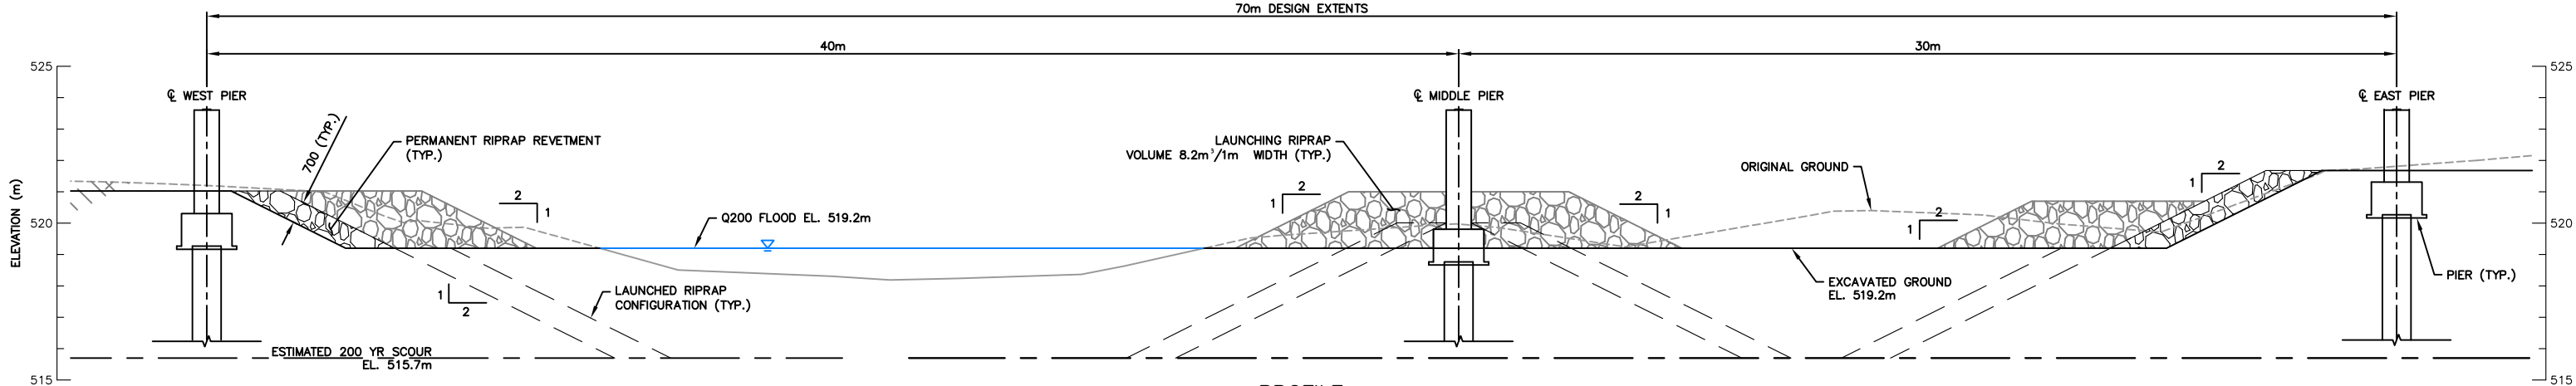 70m DESIGN EXTENTS
40m
30m
525
525
℄ WEST PIER
℄ MIDDLE PIER
℄ EAST PIER
700 (TYP.)
PERMANENT RIPRAP REVETMENT
(TYP.)
LAUNCHING RIPRAP
VOLUME 8.2m³/1m WIDTH (TYP.)
ORIGINAL GROUND
2
1
2
1
2
1
2
1
2
1
ELEVATION (m)
520
520
Q200 FLOOD EL. 519.2m
EXCAVATED GROUND
EL. 519.2m
PIER (TYP.)
LAUNCHED RIPRAP
CONFIGURATION (TYP.)
1
2
ESTIMATED 200 YR SCOUR
EL. 515.7m
515
515